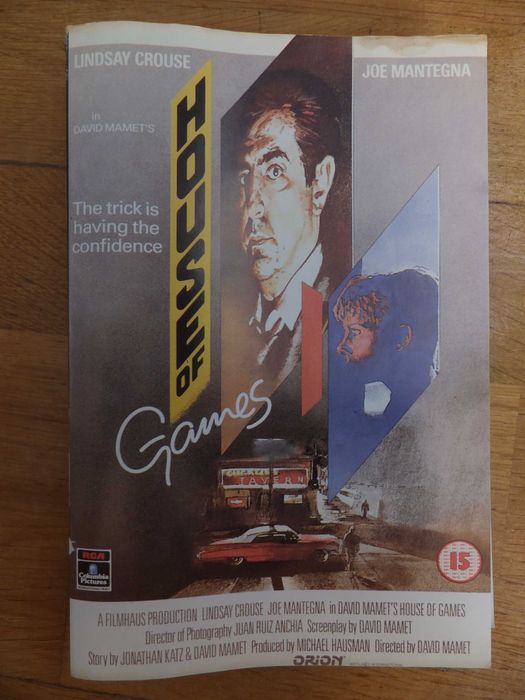 LINDSAY CROUSE
JOE MANTEGNA
in
DAVID MAMET'S
HOUSE OF
Games
The trick is
having the
confidence
TAVERN
RCA
Columbia
Pictures
15
A FILMHAUS PRODUCTION LINDSAY CROUSE JOE MANTEGNA in DAVID MAMET'S HOUSE OF GAMES
Director of Photography JUAN RUIZ ANCHIA Screenplay by DAVID MAMET
Story by JONATHAN KATZ & DAVID MAMET Produced by MICHAEL HAUSMAN Directed by DAVID MAMET
ORION